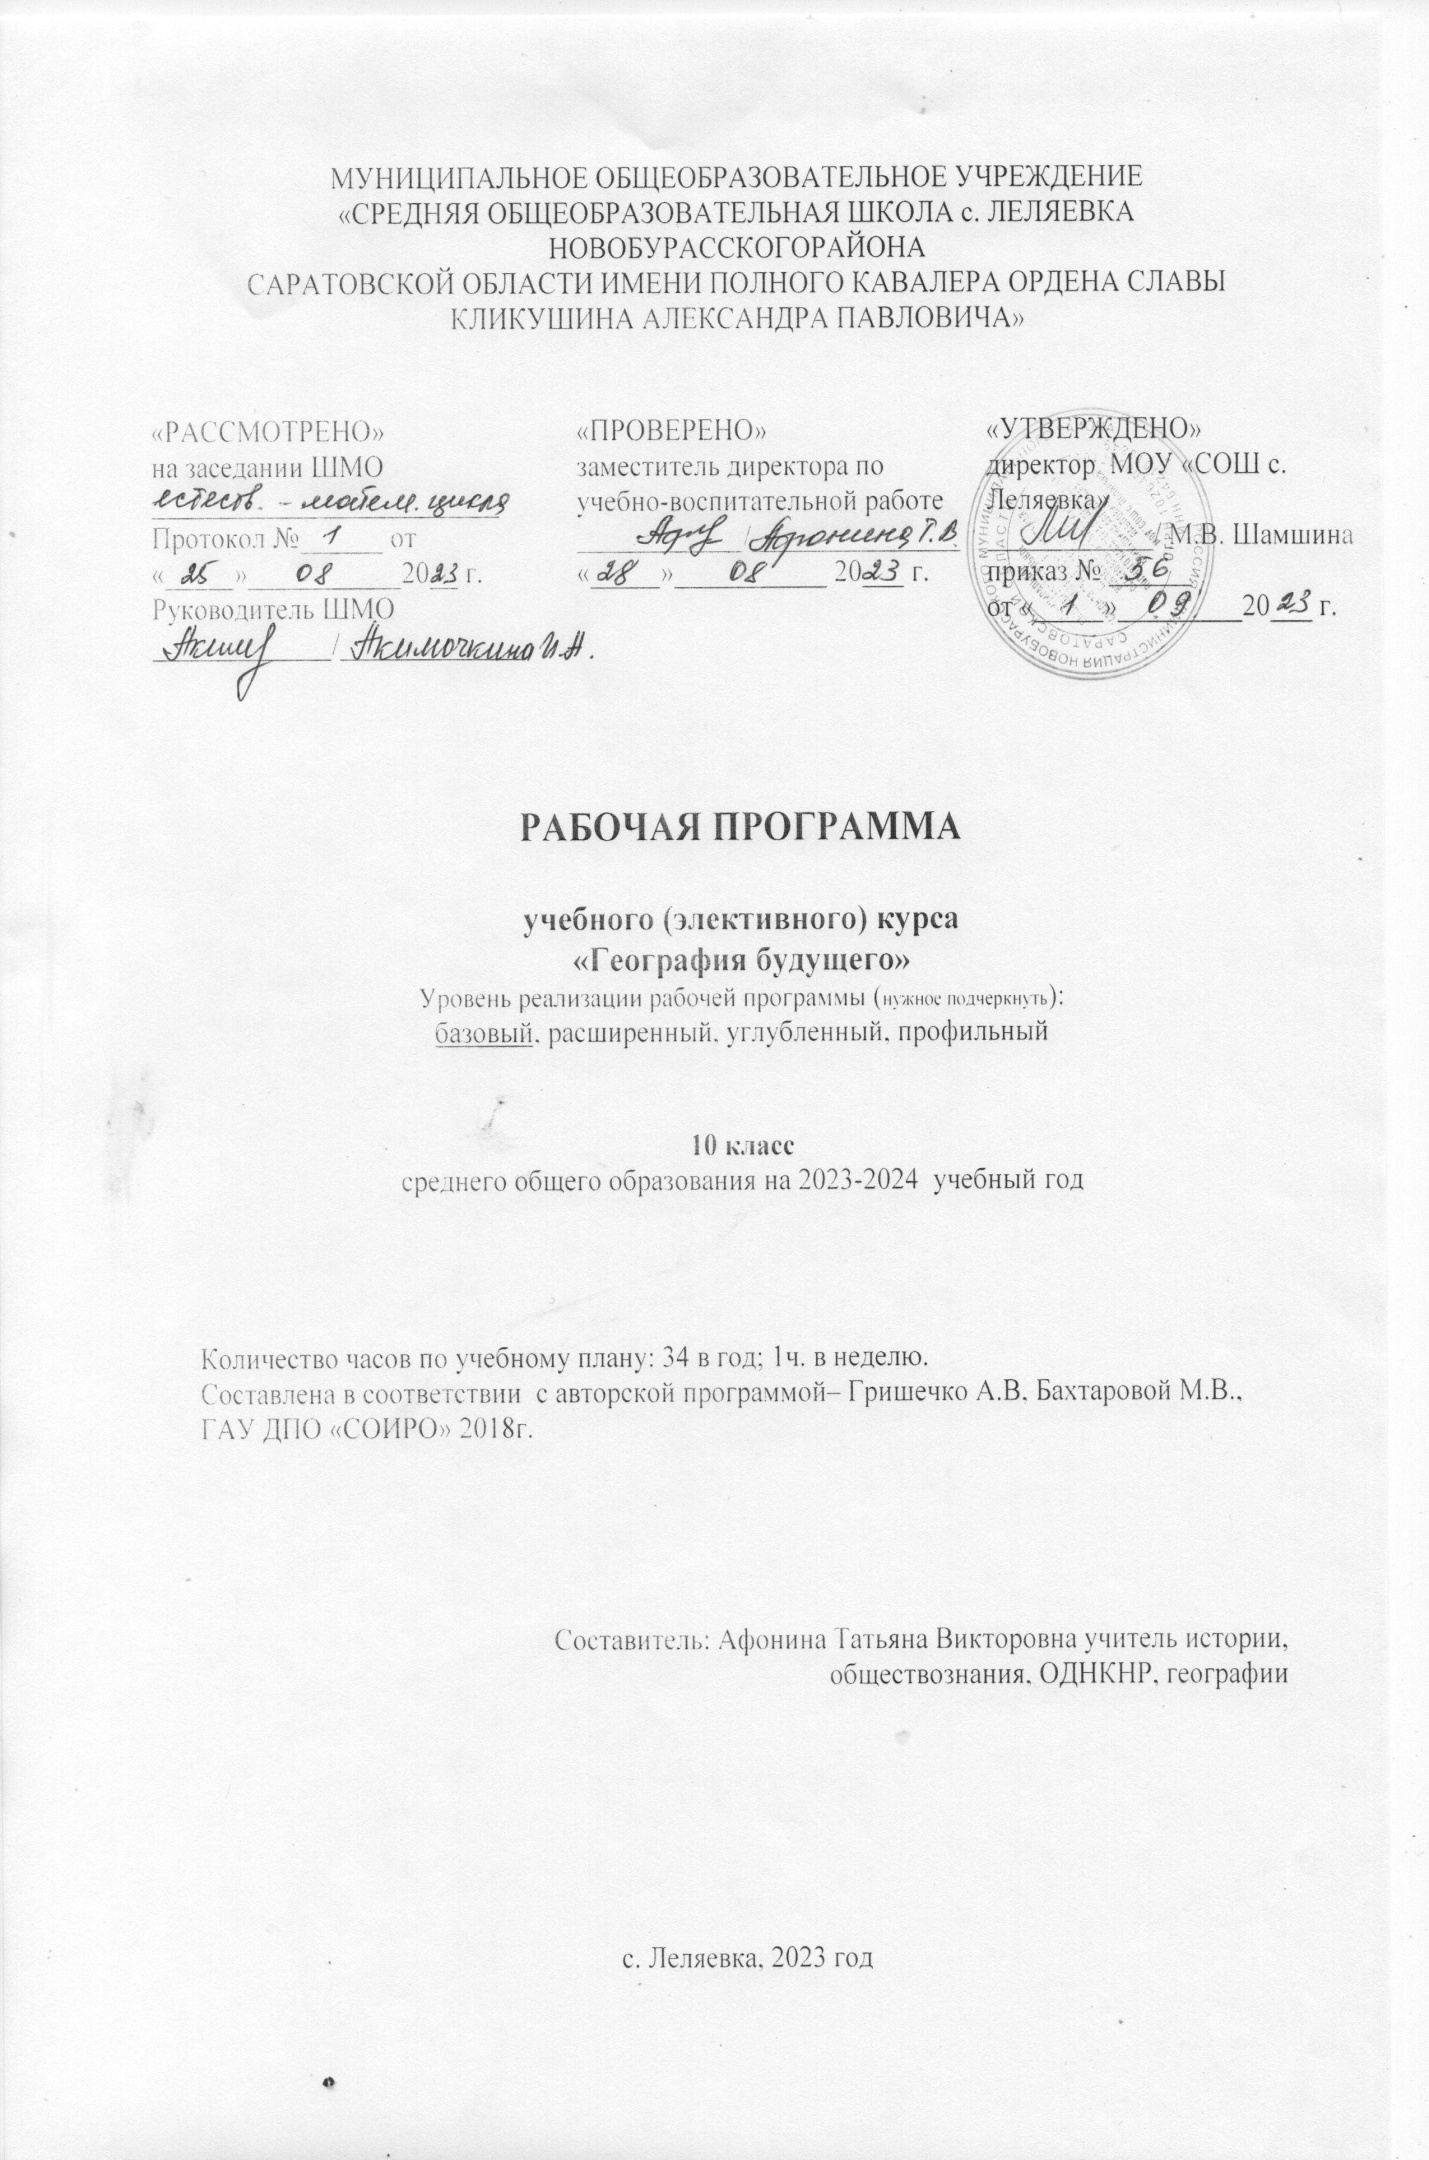 МУНИЦИПАЛЬНОЕ ОБЩЕОБРАЗОВАТЕЛЬНОЕ УЧРЕЖДЕНИЕ
«СРЕДНЯЯ ОБЩЕОБРАЗОВАТЕЛЬНАЯ ШКОЛА с. ЛЕЛЯЕВКА
НОВОБУРАССКОГОРАЙОНА
САРАТОВСКОЙ ОБЛАСТИ ИМЕНИ ПОЛНОГО КАВАЛЕРА ОРДЕНА СЛАВЫ
КЛИКУШИНА АЛЕКСАНДРА ПАВЛОВИЧА»
«РАССМОТРЕНО»
на заседании ШМО
естеств. - матем. цикла
Протокол № 1 от
« 25 » 08 2023 г.
Руководитель ШМО
/ Акимочкина И.А.
«ПРОВЕРЕНО»
заместитель директора по
учебно-воспитательной работе
/ Афонина Т.В.
« 28 » 08 2023 г.
«УТВЕРЖДЕНО»
директор МОУ «СОШ с.
Леляевка»
/ М.В. Шамшина
приказ № 56
от « 1 » 09 2023 г.
РАБОЧАЯ ПРОГРАММА
учебного (элективного) курса
«География будущего»
Уровень реализации рабочей программы (нужное подчеркнуть):
базовый, расширенный, углубленный, профильный
10 класс
среднего общего образования на 2023-2024 учебный год
Количество часов по учебному плану: 34 в год; 1ч. в неделю.
Составлена в соответствии с авторской программой– Гришечко А.В, Бахтаровой М.В.,
ГАУ ДПО «СОИРО» 2018г.
Составитель: Афонина Татьяна Викторовна учитель истории,
обществознания, ОДНКНР, географии
с. Леляевка, 2023 год